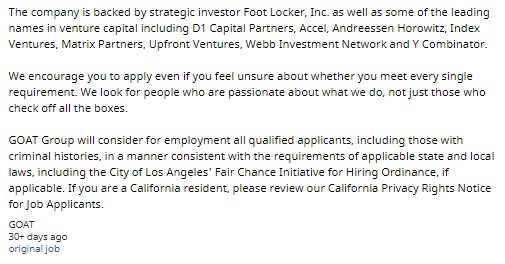 The company is backed by strategic investor Foot Locker, Inc. as well as some of the leading
names in venture capital including D1 Capital Partners, Accel, Andreessen Horowitz, Index
Ventures, Matrix Partners, Upfront Ventures, Webb Investment Network and Y Combinator.
We encourage you to apply even if you feel unsure about whether you meet every single
requirement. We look for people who are passionate about what we do, not just those who
check off all the boxes.
GOAT Group will consider for employment all qualified applicants, including those with
criminal histories, in a manner consistent with the requirements of applicable state and local
laws, including the City of Los Angeles' Fair Chance Initiative for Hiring Ordinance, if
applicable. If you are a California resident, please review our California Privacy Rights Notice
for Job Applicants.
GOAT
30+ days ago
original job